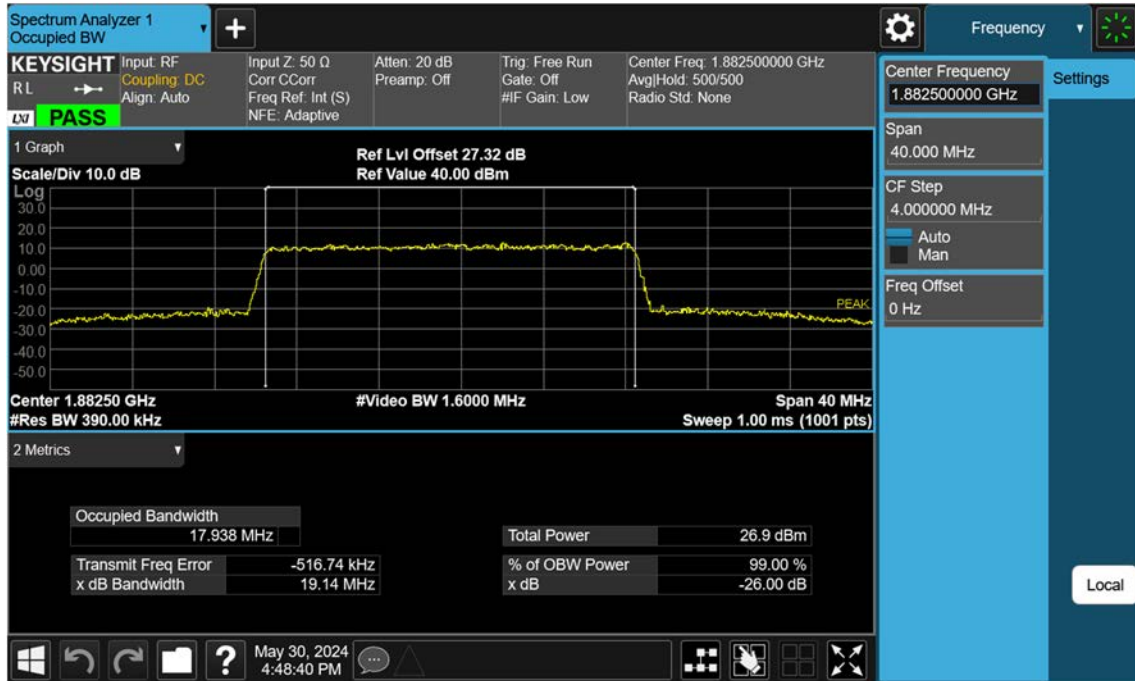 Spectrum Analyzer 1
Occupied BW
+
Frequency
KEYSIGHT
R L
LXI PASS
Input: RF
Coupling: DC
Align: Auto
Input Z: 50 Ω
Corr CCorr
Freq Ref: Int (S)
NFE: Adaptive
Atten: 20 dB
Preamp: Off
Trig: Free Run
Gate: Off
#IF Gain: Low
Center Freq: 1.882500000 GHz
Avg|Hold: 500/500
Radio Std: None
Center Frequency
1.882500000 GHz
Settings
Span
40.000 MHz
CF Step
4.000000 MHz
Auto
Man
Freq Offset
0 Hz
Local
1 Graph
Scale/Div 10.0 dB
Ref Lvl Offset 27.32 dB
Ref Value 40.00 dBm
Log
30.0
20.0
10.0
0.00
-10.0
-20.0
-30.0
-40.0
-50.0
PEAK
Center 1.88250 GHz #Video BW 1.6000 MHz Span 40 MHz
#Res BW 390.00 kHz Sweep 1.00 ms (1001 pts)
2 Metrics
Occupied Bandwidth
17.938 MHz
Total Power 26.9 dBm
Transmit Freq Error -516.74 kHz % of OBW Power 99.00 %
x dB Bandwidth 19.14 MHz x dB -26.00 dB
?
May 30, 2024
4:48:40 PM